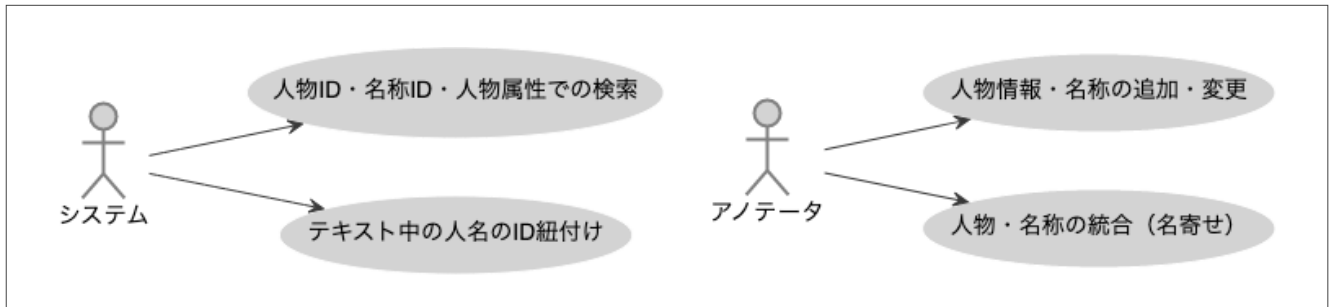 人物ID・名称ID・人物属性での検索
システム
テキスト中の人名のID紐付け
人物情報・名称の追加・変更
アノテータ
人物・名称の統合（名寄せ）